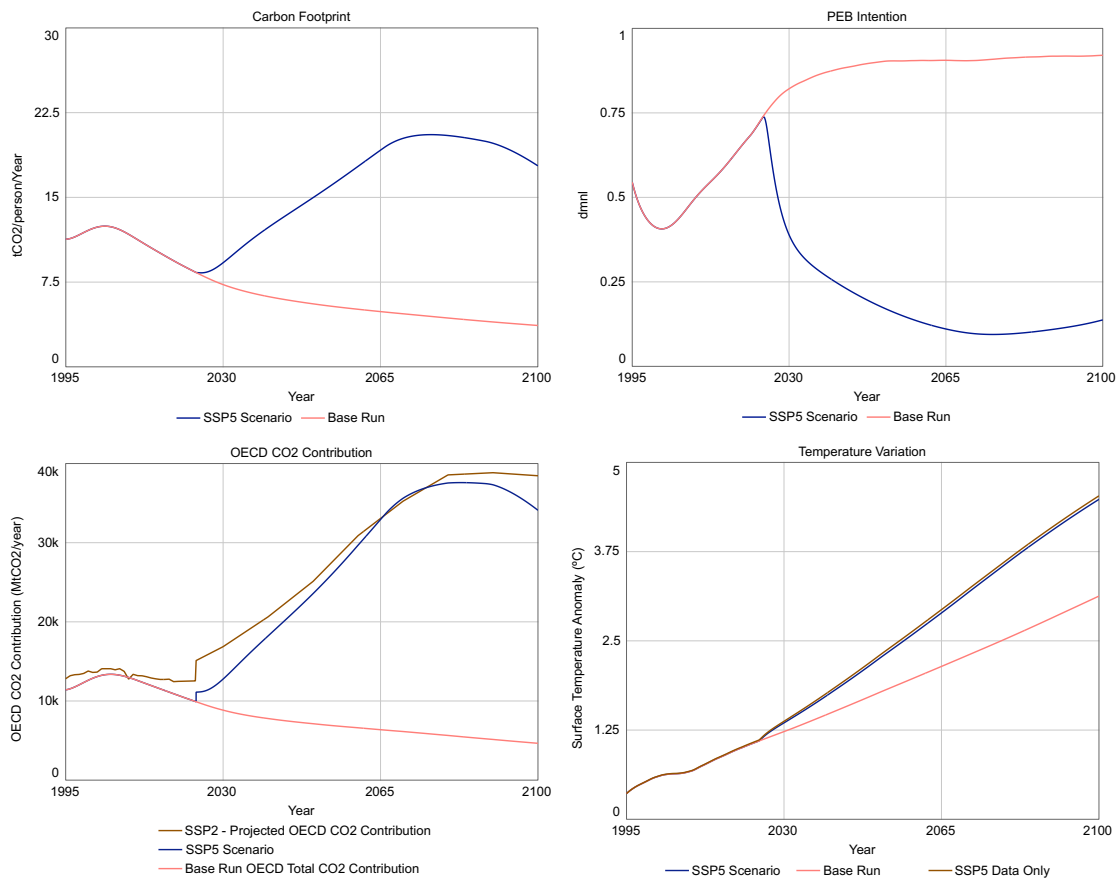 Carbon Footprint
30
22.5
15
7.5
0
tCO2/person/Year
1995 2030 2065 2100
Year
SSP5 Scenario Base Run
PEB Intention
1
0.75
0.5
0.25
0
dmnl
1995 2030 2065 2100
Year
SSP5 Scenario Base Run
OECD CO2 Contribution
40k
30k
20k
10k
0
OECD CO2 Contribution (MtCO2/year)
1995 2030 2065 2100
Year
SSP2 - Projected OECD CO2 Contribution
SSP5 Scenario
Base Run OECD Total CO2 Contribution
Temperature Variation
5
3.75
2.5
1.25
0
Surface Temperature Anomaly (ºC)
1995 2030 2065 2100
Year
SSP5 Scenario Base Run SSP5 Data Only